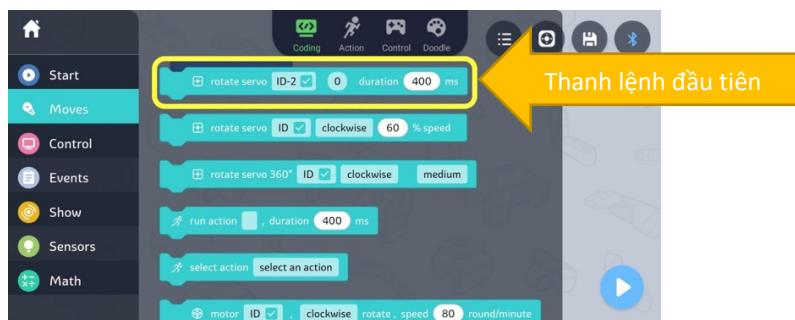 Coding Action Control Doodle
Start
rotate servo ID-2 0 duration 400 ms
Thanh lệnh đầu tiên
Moves
rotate servo ID clockwise 60 % speed
Control
Events
rotate servo 360° ID clockwise medium
Show
run action , duration 400 ms
Sensors
select action select an action
Math
motor ID , clockwise rotate , speed 80 round/minute